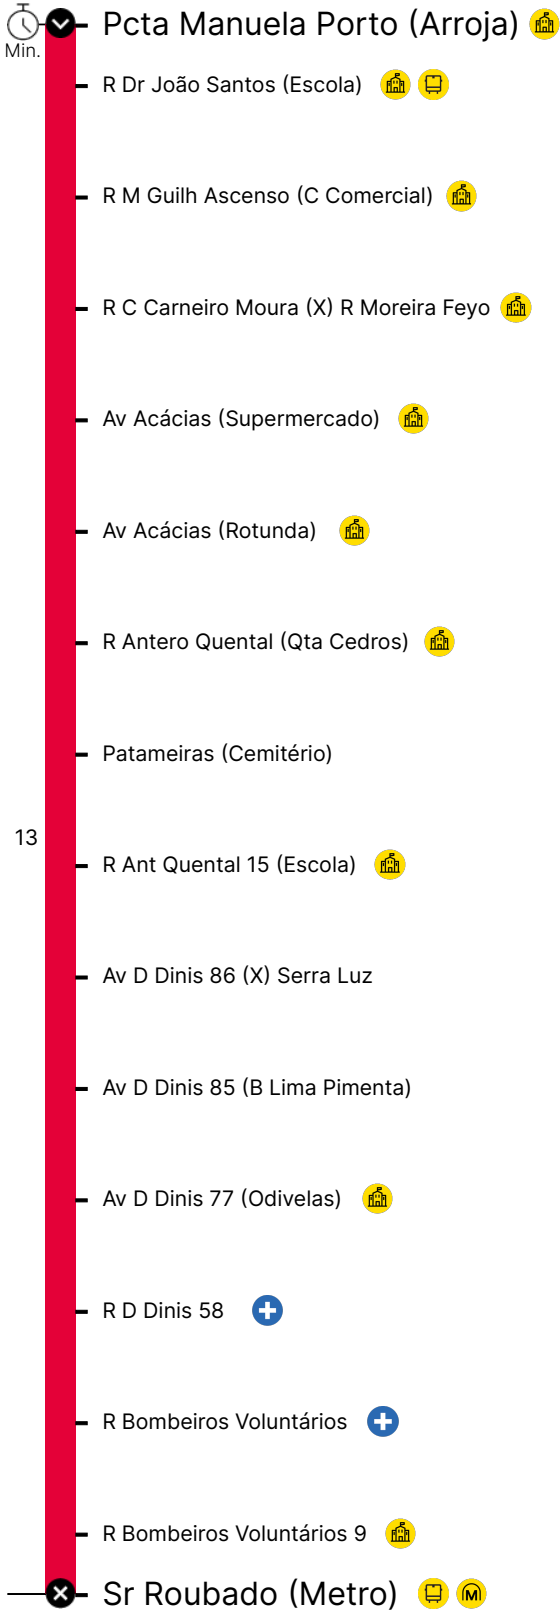 Pcta Manuela Porto (Arroja)
Min.
R Dr João Santos (Escola)
R M Guilh Ascenso (C Comercial)
R C Carneiro Moura (X) R Moreira Feyo
Av Acácias (Supermercado)
Av Acácias (Rotunda)
R Antero Quental (Qta Cedros)
Patameiras (Cemitério)
13
R Ant Quental 15 (Escola)
Av D Dinis 86 (X) Serra Luz
Av D Dinis 85 (B Lima Pimenta)
Av D Dinis 77 (Odivelas)
R D Dinis 58
R Bombeiros Voluntários
R Bombeiros Voluntários 9
Sr Roubado (Metro) M